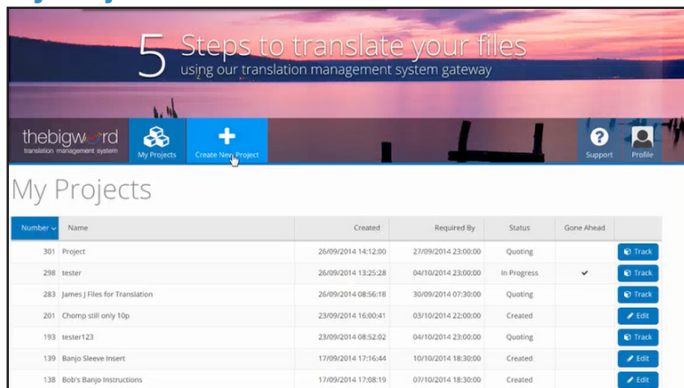 5 Steps to translate your files
using our translation management system gateway
thebigword
translation management system
My Projects
Create New Project
Support
Profile
My Projects
Number Name Created Required By Status Gone Ahead
301 Project 26/09/2014 14:12:00 27/09/2014 23:00:00 Quoting Track
298 tester 26/09/2014 13:25:28 04/10/2014 23:00:00 In Progress ✔ Track
283 James J Files for Translation 26/09/2014 08:56:18 30/09/2014 07:30:00 Quoting Track
201 Chomp still only 10p 23/09/2014 16:00:41 03/10/2014 22:00:00 Created Edit
193 tester123 23/09/2014 08:52:02 04/10/2014 23:00:00 Quoting Track
139 Banjo Sleeve Insert 17/09/2014 17:16:44 10/10/2014 18:30:00 Created Edit
138 Bob's Banjo Instructions 17/09/2014 17:08:19 07/10/2014 18:30:00 Created Edit